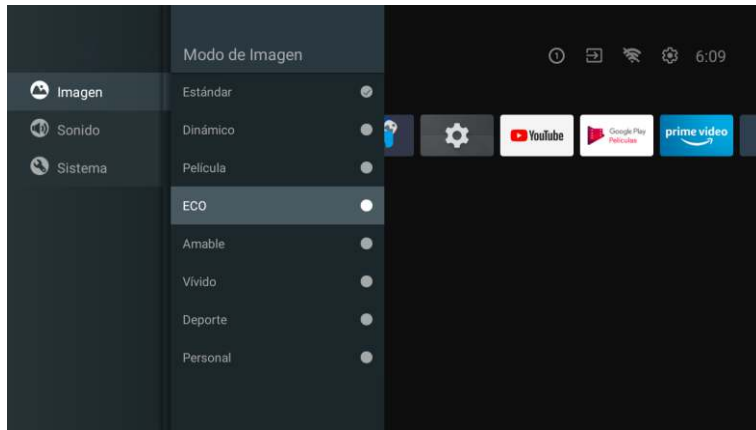 Modo de Imagen
6:09
Imagen
Sonido
Sistema
Estándar
Dinámico
Película
ECO
Amable
Vívido
Deporte
Personal
1
YouTube
Google Play
Películas
prime video